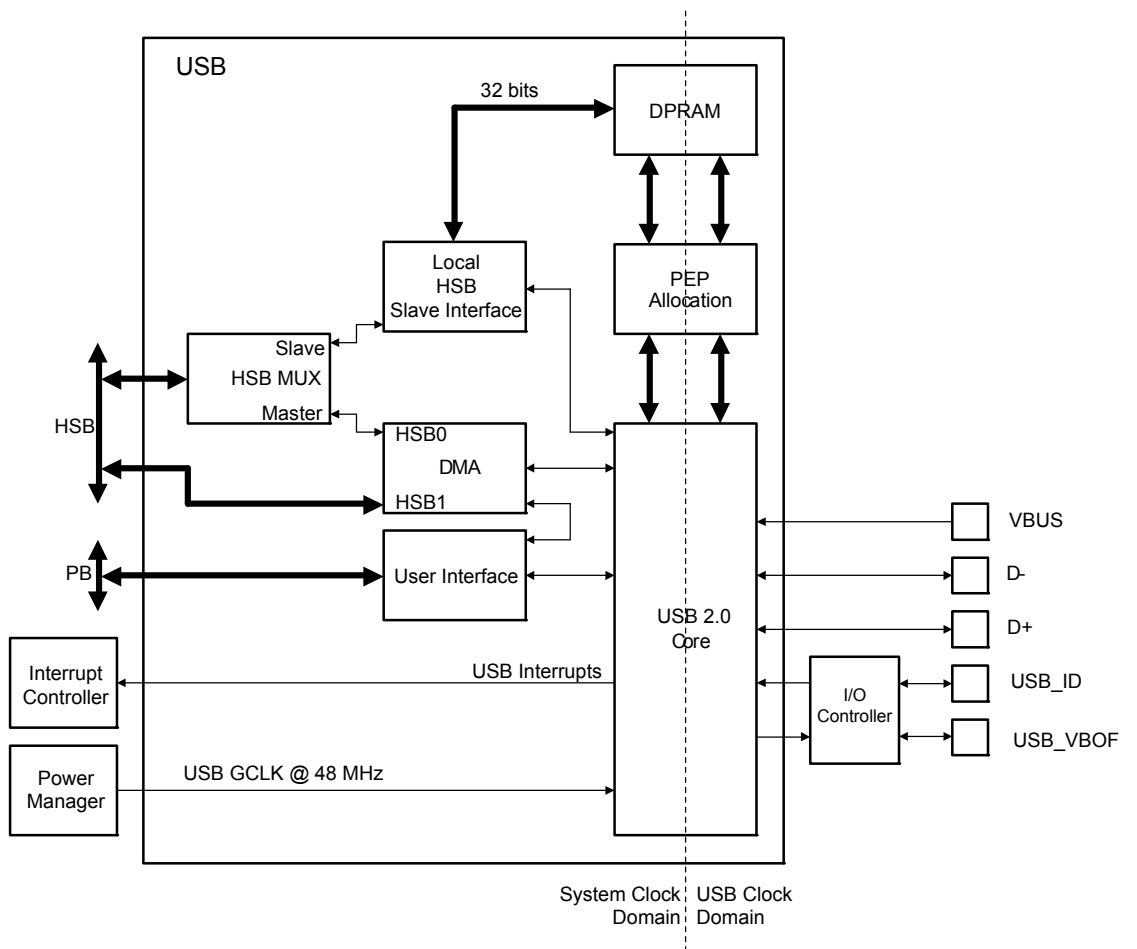 USB
32 bits
DPRAM
Local
HSB
Slave Interface
PEP
Allocation
Slave
HSB MUX
Master
HSB
HSB0
DMA
HSB1
PB
User Interface
USB 2.0
Core
VBUS
D-
D+
USB_ID
USB_VBOF
I/O
Controller
Interrupt
Controller
USB Interrupts
Power
Manager
USB GCLK @ 48 MHz
System Clock
Domain
USB Clock
Domain